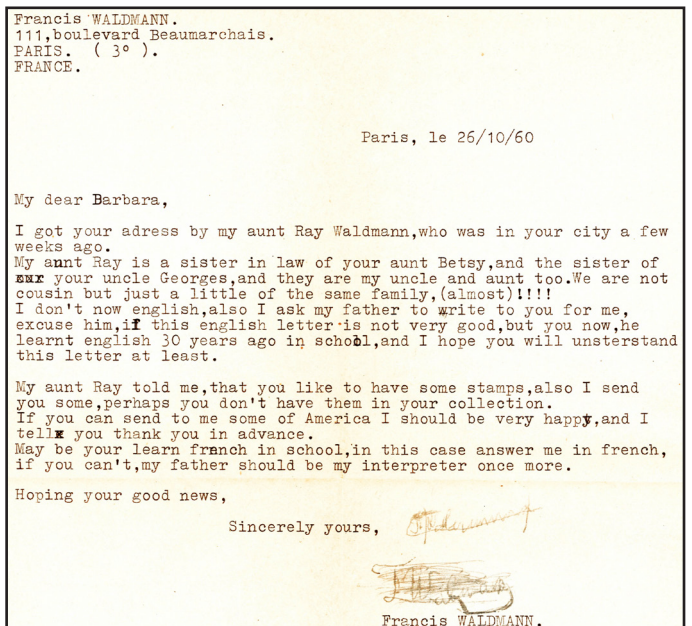 Francis WALDMANN.
111,boulevard Beaumarchais.
PARIS. ( 3° ).
FRANCE.
Paris, le 26/10/60
My dear Barbara,
I got your adress by my aunt Ray Waldmann,who was in your city a few
weeks ago.
My aunt Ray is a sister in law of your aunt Betsy,and the sister of
your uncle Georges,and they are my uncle and aunt too.We are not
cousin but just a little of the same family,(almost)!!!!
I don't now english,also I ask my father to write to you for me,
excuse him,if this english letter is not very good,but you now,he
learnt english 30 years ago in school,and I hope you will unsterstand
this letter at least.
My aunt Ray told me,that you like to have some stamps,also I send
you some,perhaps you don't have them in your collection.
If you can send to me some of America I should be very happy,and I
tell you thank you in advance.
May be your learn french in school,in this case answer me in french,
if you can't,my father should be my interpreter once more.
Hoping your good news,
Sincerely yours,
Francis WALDMANN.